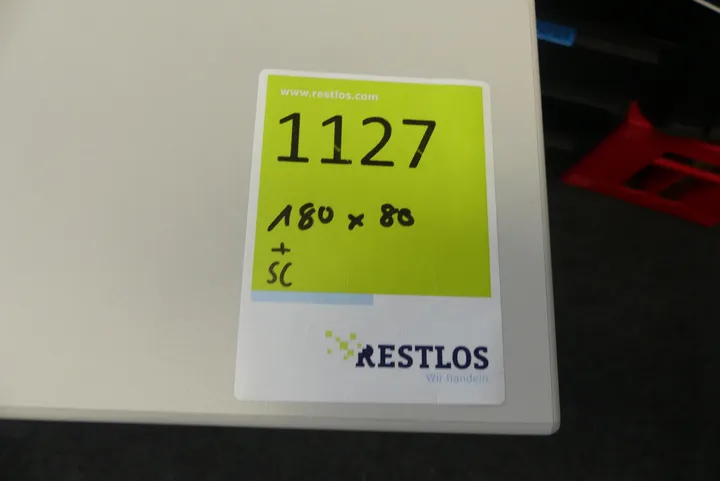 www.restlos.com
1127
180 x 80
+
SC
RESTLOS
Wir handeln.